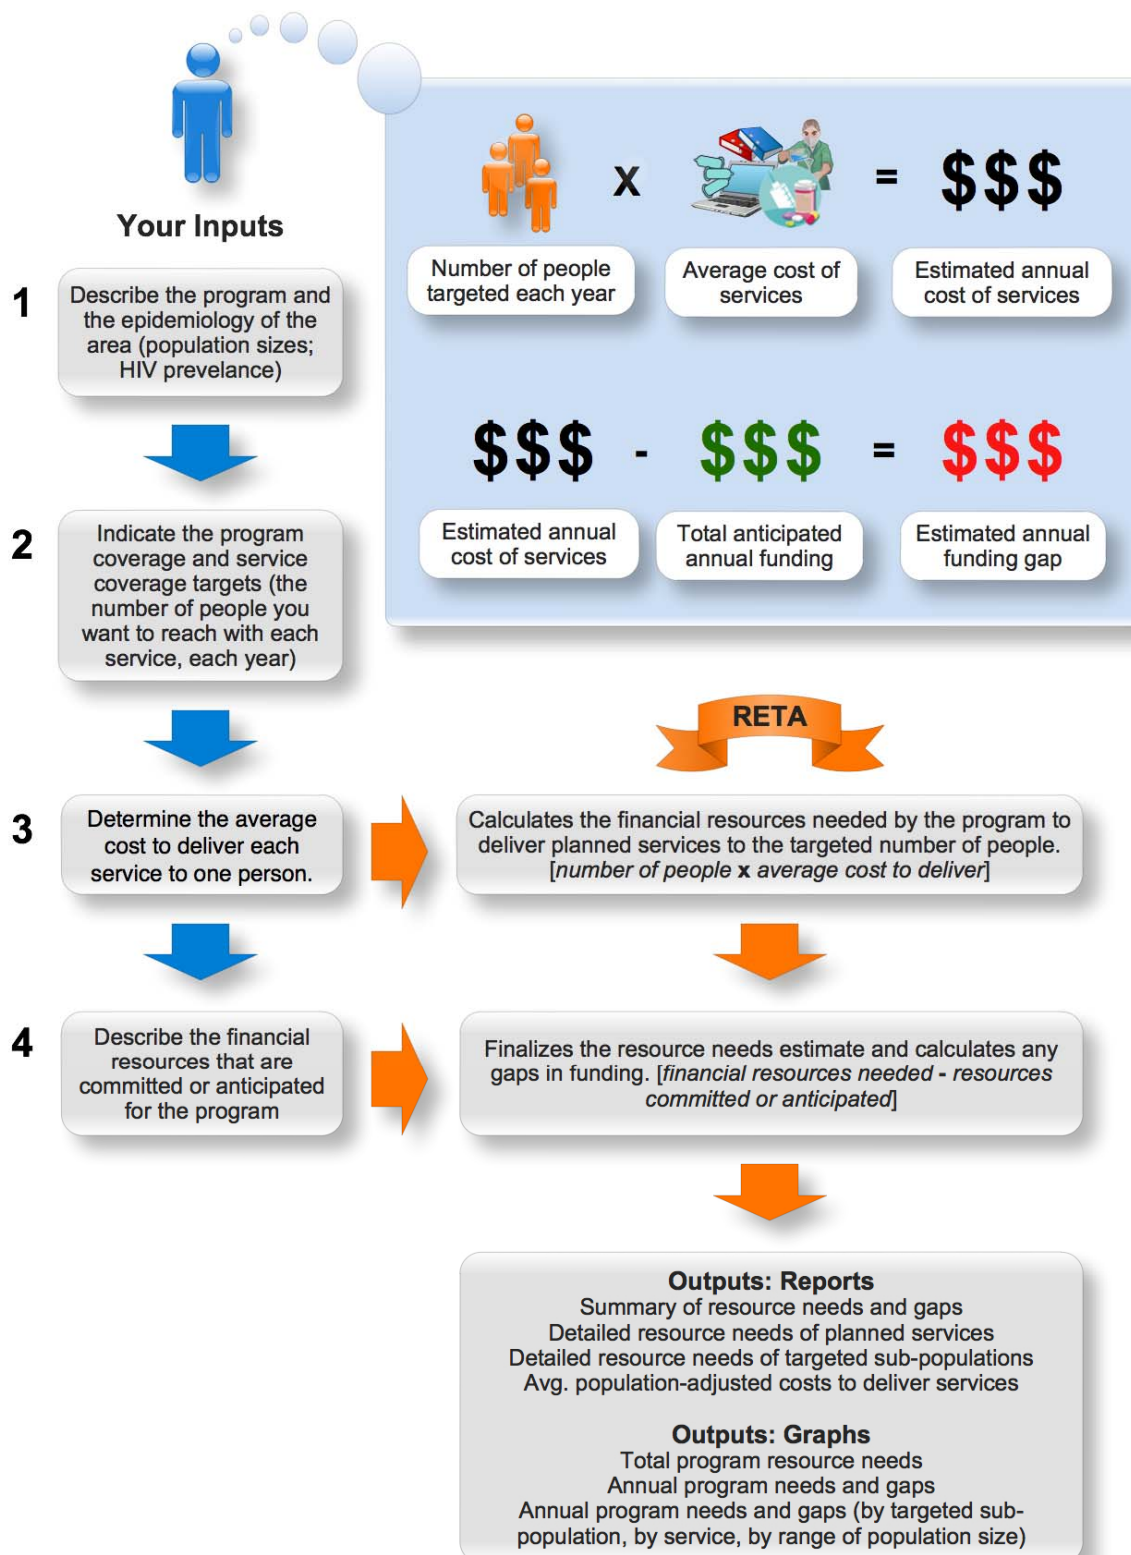 Your Inputs
1
Describe the program and
the epidemiology of the
area (population sizes;
HIV prevelance)
2
Indicate the program
coverage and service
coverage targets (the
number of people you
want to reach with each
service, each year)
3
Determine the average
cost to deliver each
service to one person.
4
Describe the financial
resources that are
committed or anticipated
for the program
X
=
$$$
Number of people
targeted each year
Average cost of
services
Estimated annual
cost of services
$$$ - $$$ = $$$
Estimated annual
cost of services
Total anticipated
annual funding
Estimated annual
funding gap
RETA
Calculates the financial resources needed by the program to
deliver planned services to the targeted number of people.
[number of people x average cost to deliver]
Finalizes the resource needs estimate and calculates any
gaps in funding. [financial resources needed - resources
committed or anticipated]
Outputs: Reports
Summary of resource needs and gaps
Detailed resource needs of planned services
Detailed resource needs of targeted sub-populations
Avg. population-adjusted costs to deliver services
Outputs: Graphs
Total program resource needs
Annual program needs and gaps
Annual program needs and gaps (by targeted sub-
population, by service, by range of population size)